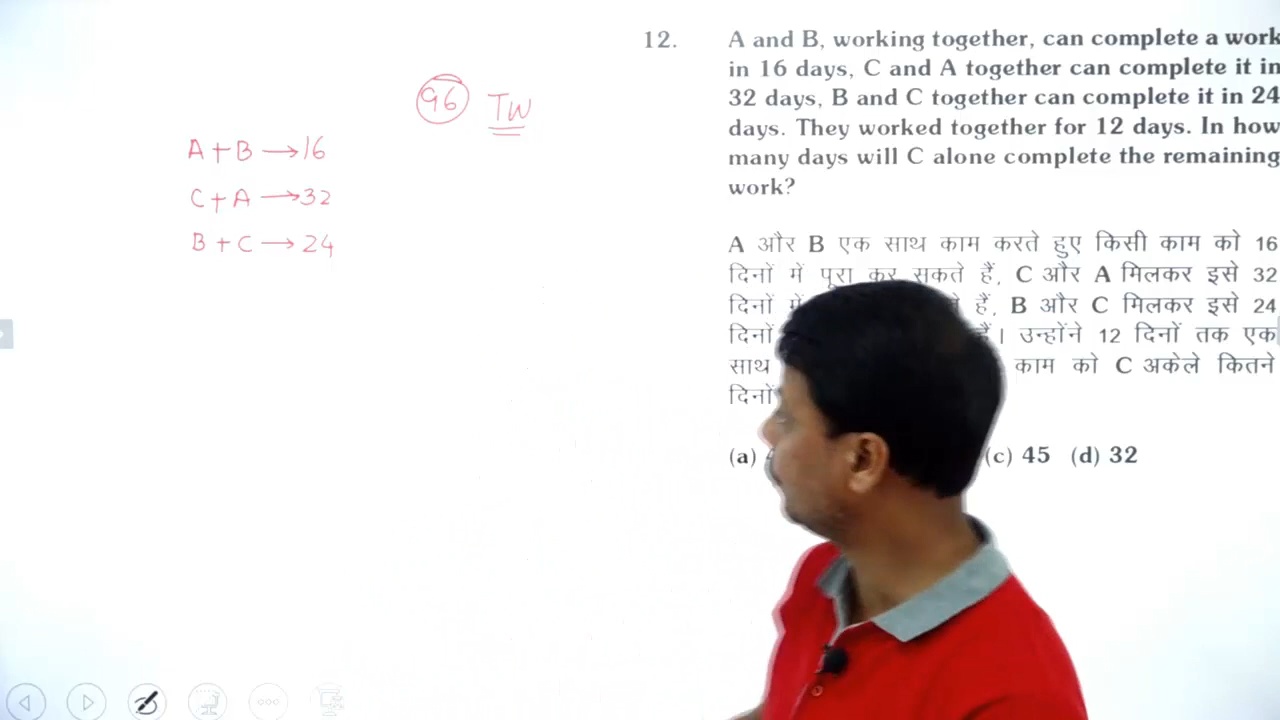 96 TW
A + B → 16
C + A → 32
B + C → 24
12. A and B, working together, can complete a work
in 16 days, C and A together can complete it in
32 days, B and C together can complete it in 24
days. They worked together for 12 days. In how
many days will C alone complete the remaining
work?
A और B एक साथ काम करते हुए किसी काम को 16
दिनों में पूरा कर सकते हैं, C और A मिलकर इसे 32
दिनों में हैं, B और C मिलकर इसे 24
दिनों हैं। उन्होंने 12 दिनों तक एक
साथ काम को C अकेले कितने
दिनों
(a) (c) 45 (d) 32